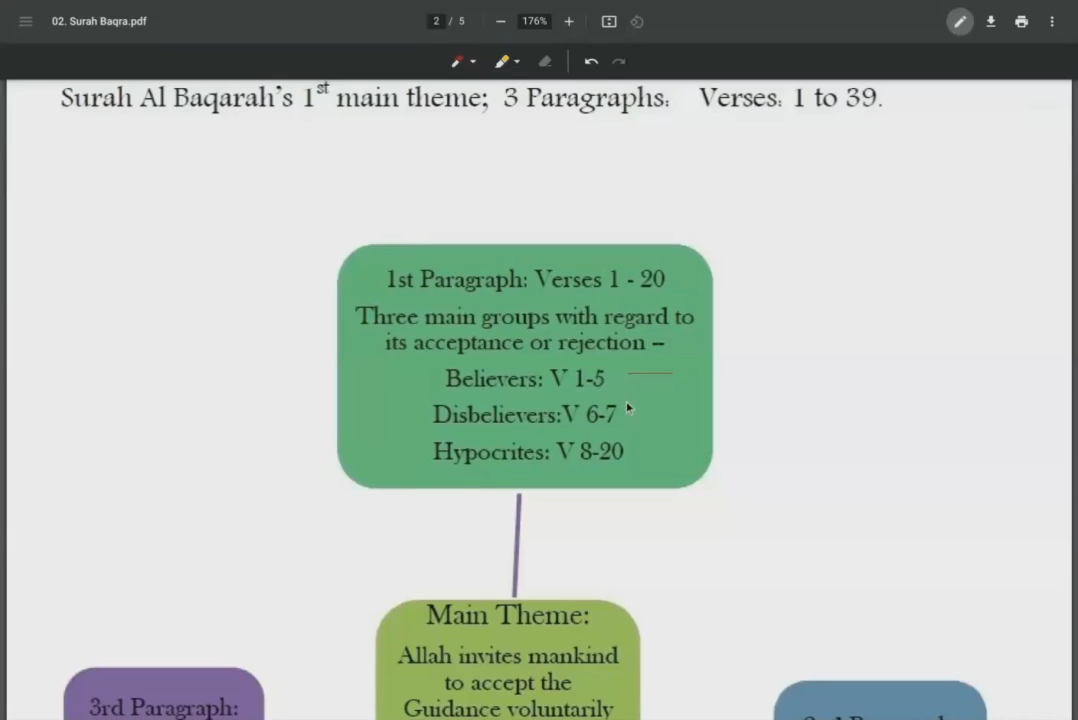 02. Surah Baqra.pdf
2 / 5
176%
Surah Al Baqarah's 1st main theme; 3 Paragraphs: Verses: 1 to 39.
1st Paragraph: Verses 1 - 20
Three main groups with regard to
its acceptance or rejection –
Believers: V 1-5
Disbelievers:V 6-7
Hypocrites: V 8-20
Main Theme:
Allah invites mankind
to accept the
Guidance voluntarily
3rd Paragraph: